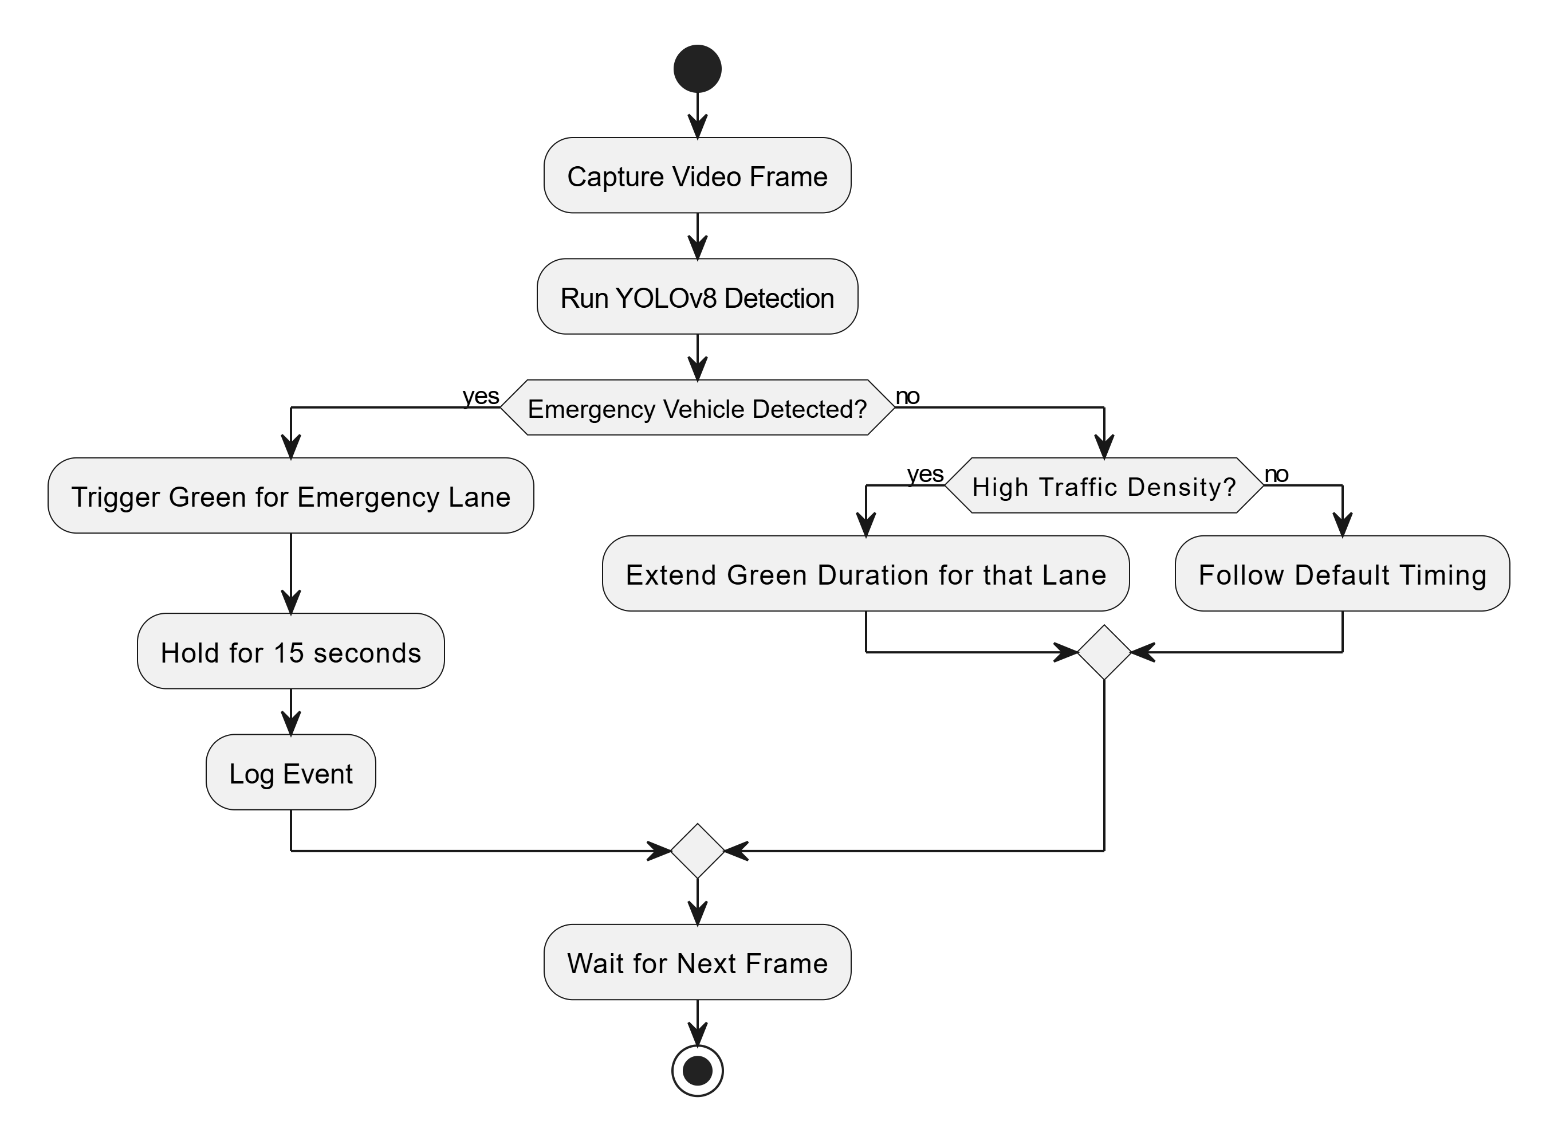 Capture Video Frame
Run YOLOv8 Detection
yes
Emergency Vehicle Detected?
no
Trigger Green for Emergency Lane
yes
High Traffic Density?
no
Extend Green Duration for that Lane
Follow Default Timing
Hold for 15 seconds
Log Event
Wait for Next Frame